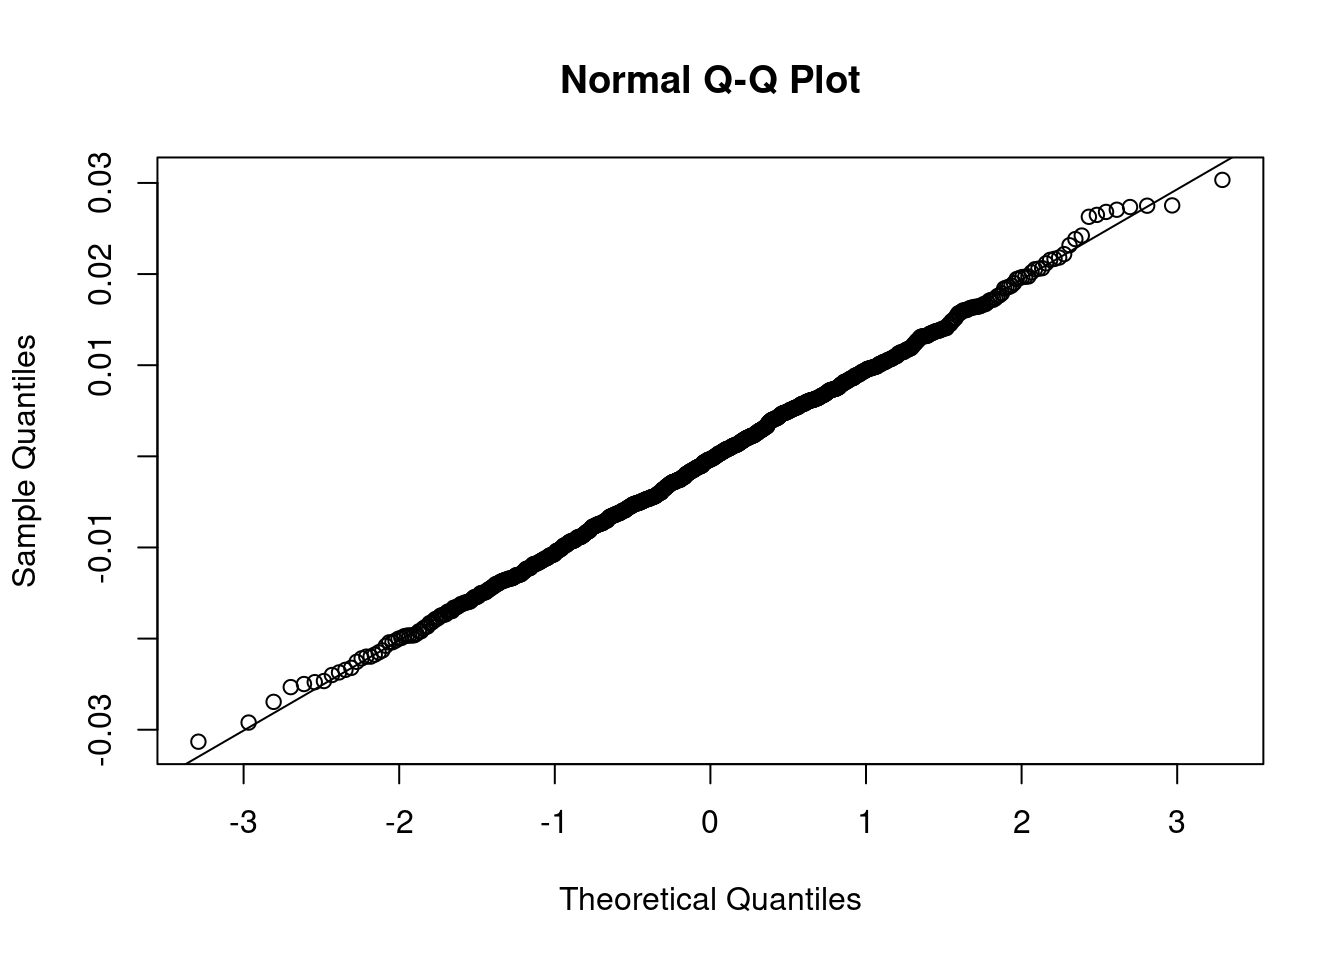 Normal Q-Q Plot
0.03
0.02
0.01
-0.01
-0.03
Sample Quantiles
-3 -2 -1 0 1 2 3
Theoretical Quantiles